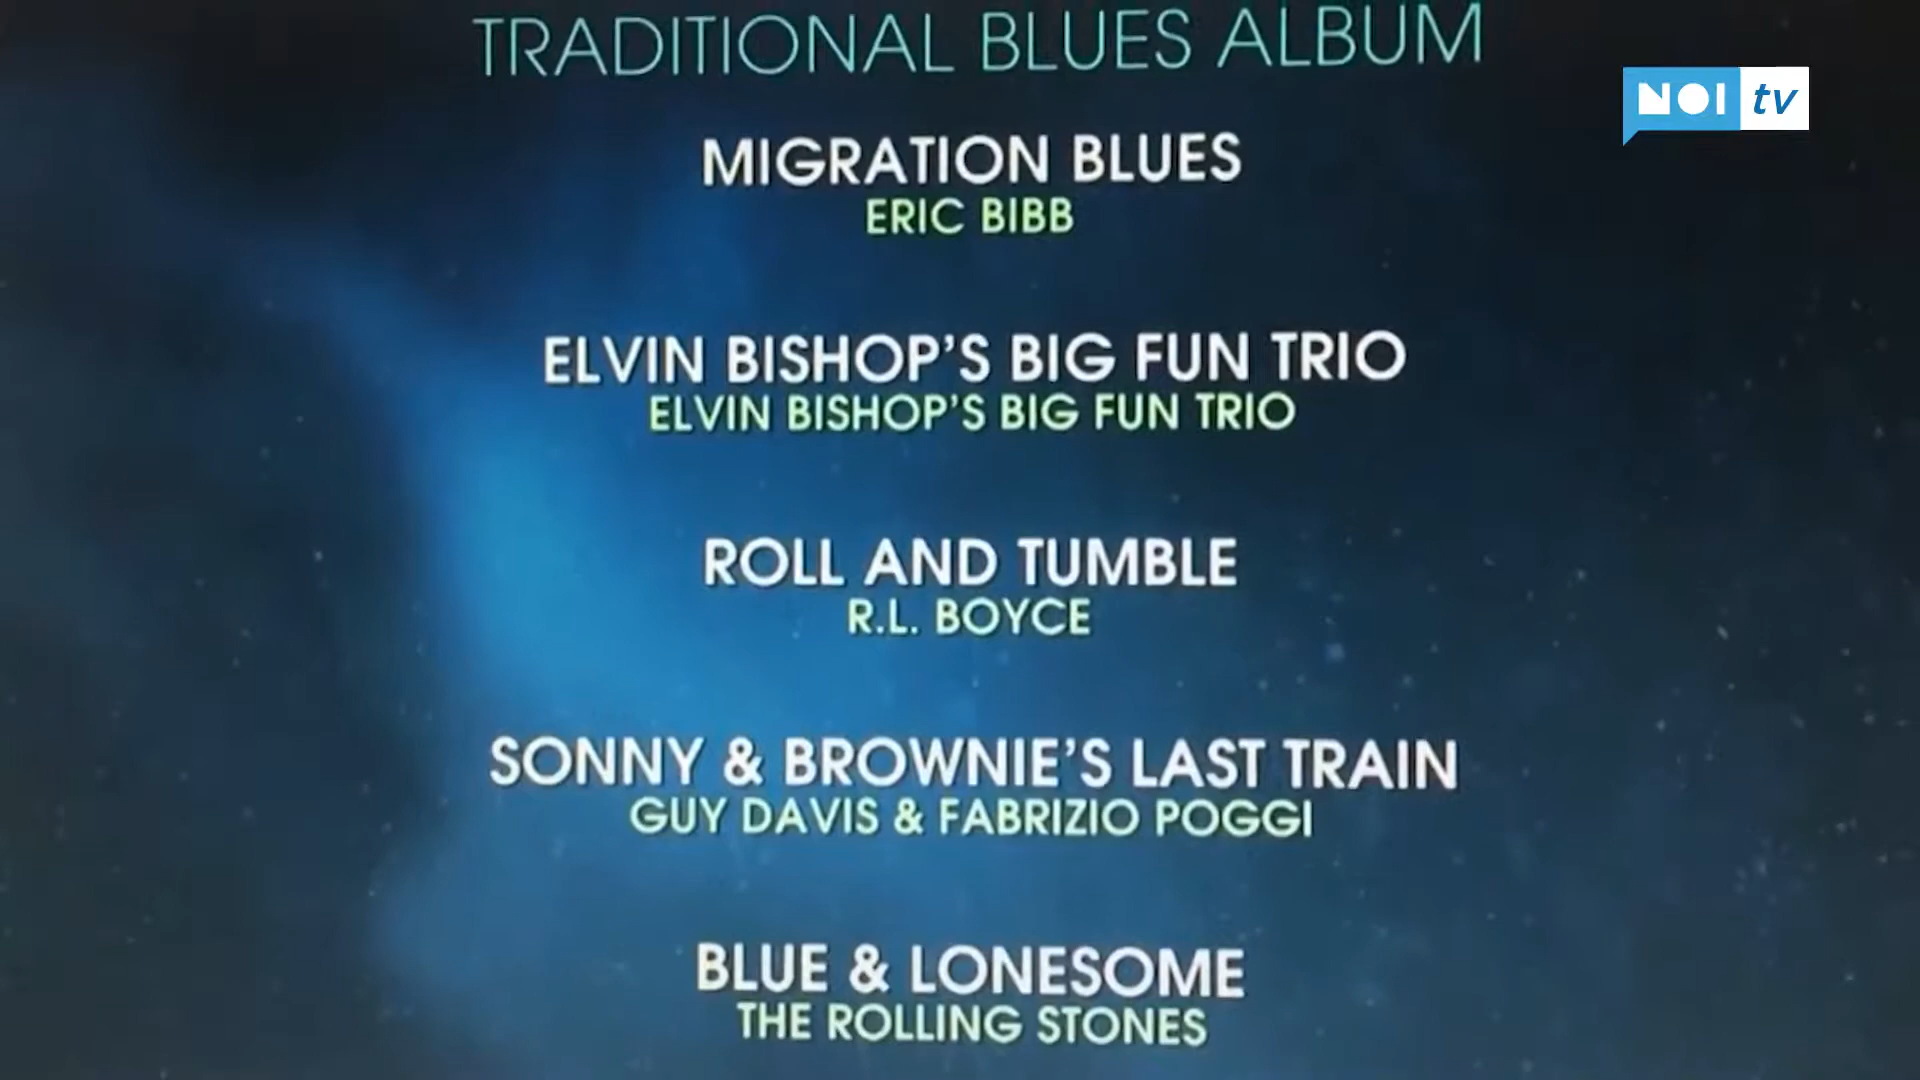 TRADITIONAL BLUES ALBUM
NOI tv
MIGRATION BLUES
ERIC BIBB
ELVIN BISHOP'S BIG FUN TRIO
ELVIN BISHOP'S BIG FUN TRIO
ROLL AND TUMBLE
R.L. BOYCE
SONNY & BROWNIE'S LAST TRAIN
GUY DAVIS & FABRIZIO POGGI
BLUE & LONESOME
THE ROLLING STONES